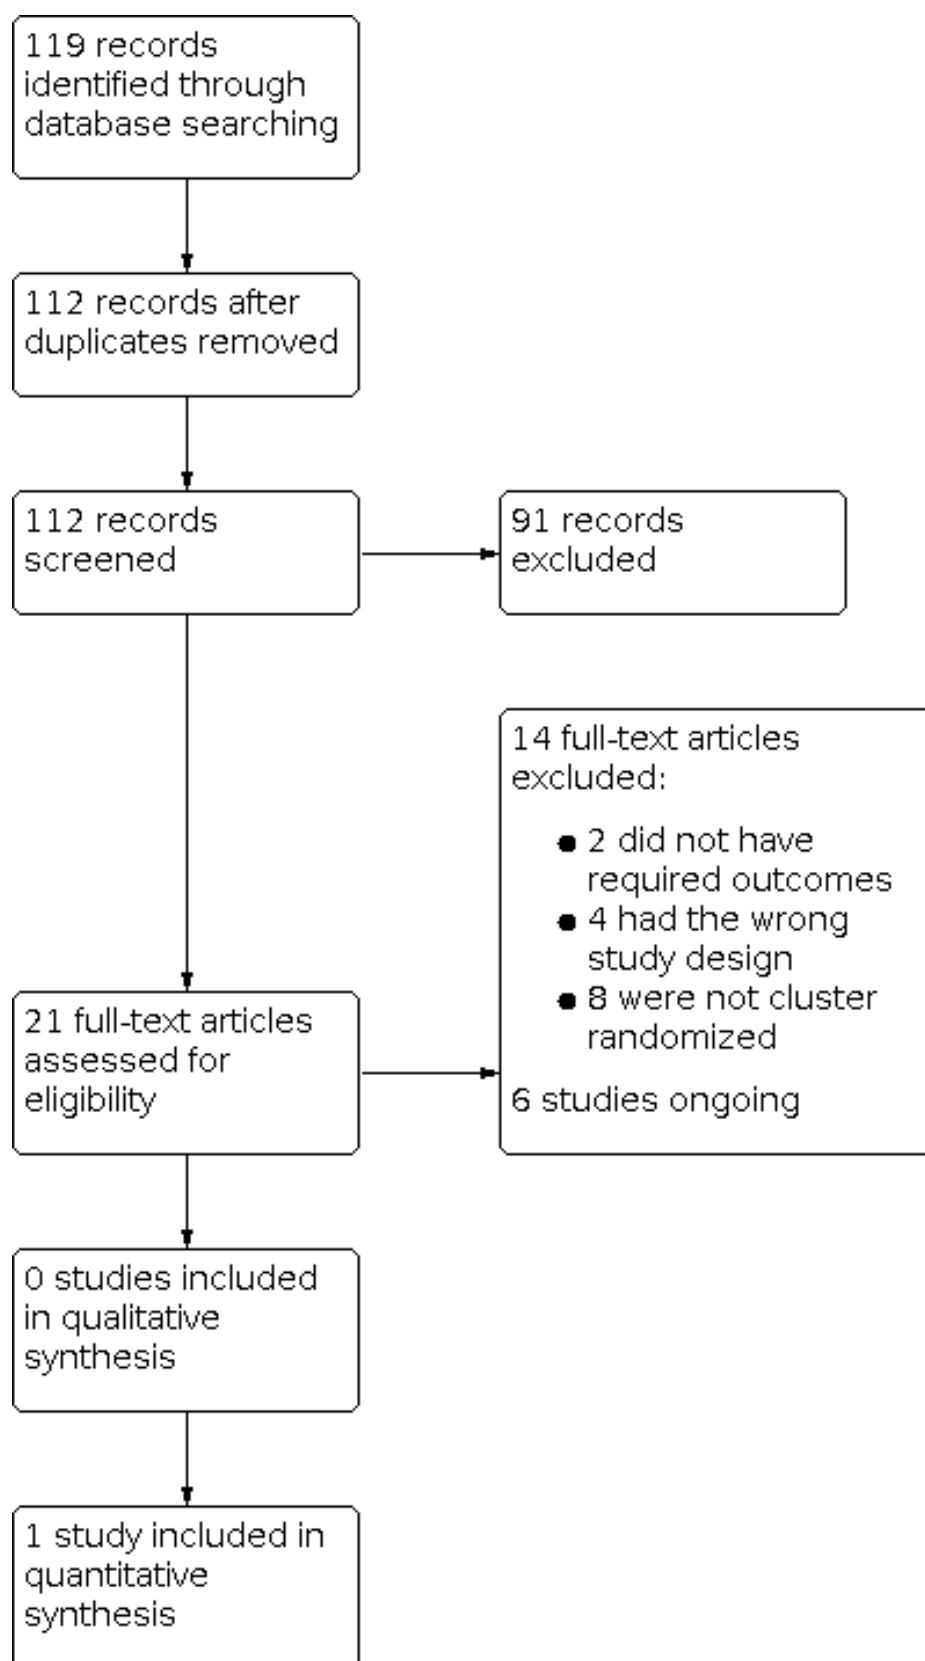 119 records
identified through
database searching
112 records after
duplicates removed
112 records
screened
91 records
excluded
14 full-text articles
excluded:
● 2 did not have
required outcomes
● 4 had the wrong
study design
● 8 were not cluster
randomized
6 studies ongoing
21 full-text articles
assessed for
eligibility
0 studies included
in qualitative
synthesis
1 study included in
quantitative
synthesis